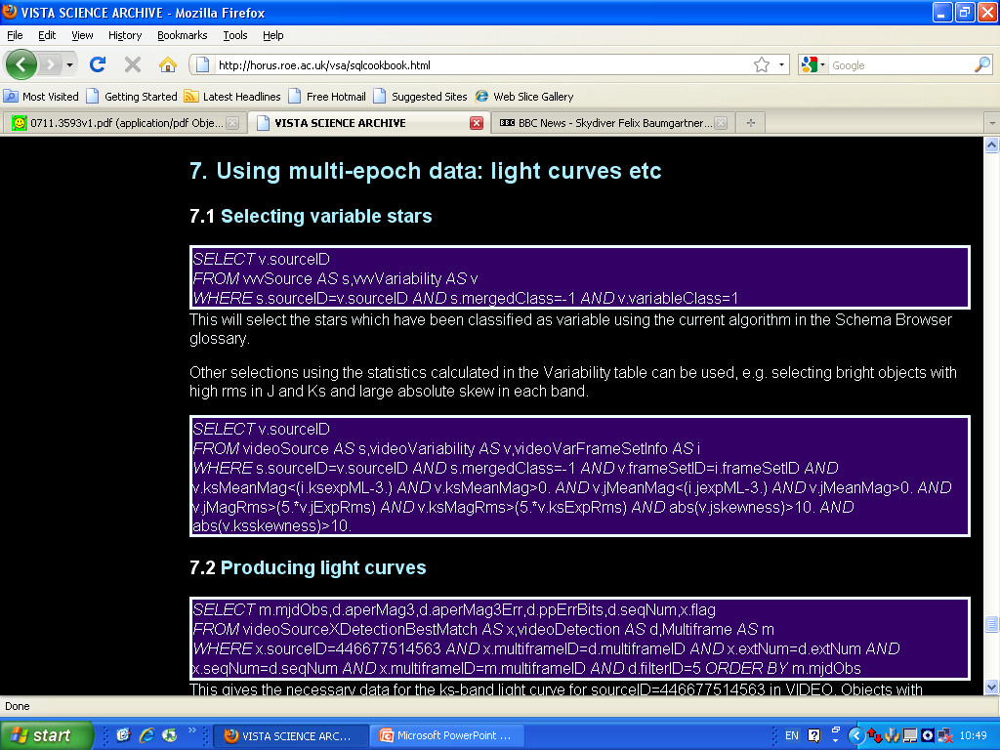 VISTA SCIENCE ARCHIVE - Mozilla Firefox
File Edit View History Bookmarks Tools Help
http://horus.roe.ac.uk/vsa/sqlcookbook.html
Google
Most Visited Getting Started Latest Headlines Free Hotmail Suggested Sites Web Slice Gallery
0711.3593v1.pdf (application/pdf Obje... VISTA SCIENCE ARCHIVE BBC BBC News - Skydiver Felix Baumgartner...
7. Using multi-epoch data: light curves etc
7.1 Selecting variable stars
SELECT v.sourceID
FROM vvvSource AS s,vvvVariability AS v
WHERE s.sourceID=v.sourceID AND s.mergedClass=-1 AND v.variableClass=1
This will select the stars which have been classified as variable using the current algorithm in the Schema Browser
glossary.
Other selections using the statistics calculated in the Variability table can be used, e.g. selecting bright objects with
high rms in J and Ks and large absolute skew in each band.
SELECT v.sourceID
FROM videoSource AS s,videoVariability AS v,videoVarFrameSetInfo AS i
WHERE s.sourceID=v.sourceID AND s.mergedClass=-1 AND v.frameSetID=i.frameSetID AND
v.ksMeanMag<(i.ksexpML-3.) AND v.ksMeanMag>0. AND v.jMeanMag<(i.jexpML-3.) AND v.jMeanMag>0. AND
v.jMagRms>(5.*v.jExpRms) AND v.ksMagRms>(5.*v.ksExpRms) AND abs(v.jskewness)>10. AND
abs(v.ksskewness)>10.
7.2 Producing light curves
SELECT m.mjdObs,d.aperMag3,d.aperMag3Err,d.ppErrBits,d.seqNum,x.flag
FROM videoSourceXDetectionBestMatch AS x,videoDetection AS d,Multiframe AS m
WHERE x.sourceID=446677514563 AND x.multiframeID=d.multiframeID AND x.extNum=d.extNum AND
x.seqNum=d.seqNum AND x.multiframeID=m.multiframeID AND d.filterID=5 ORDER BY m.mjdObs
This gives the necessary data for the ks-band light curve for sourceID=446677514563 in VIDEO. Objects with
Done
start VISTA SCIENCE ARC... Microsoft PowerPoint ... EN 10:49